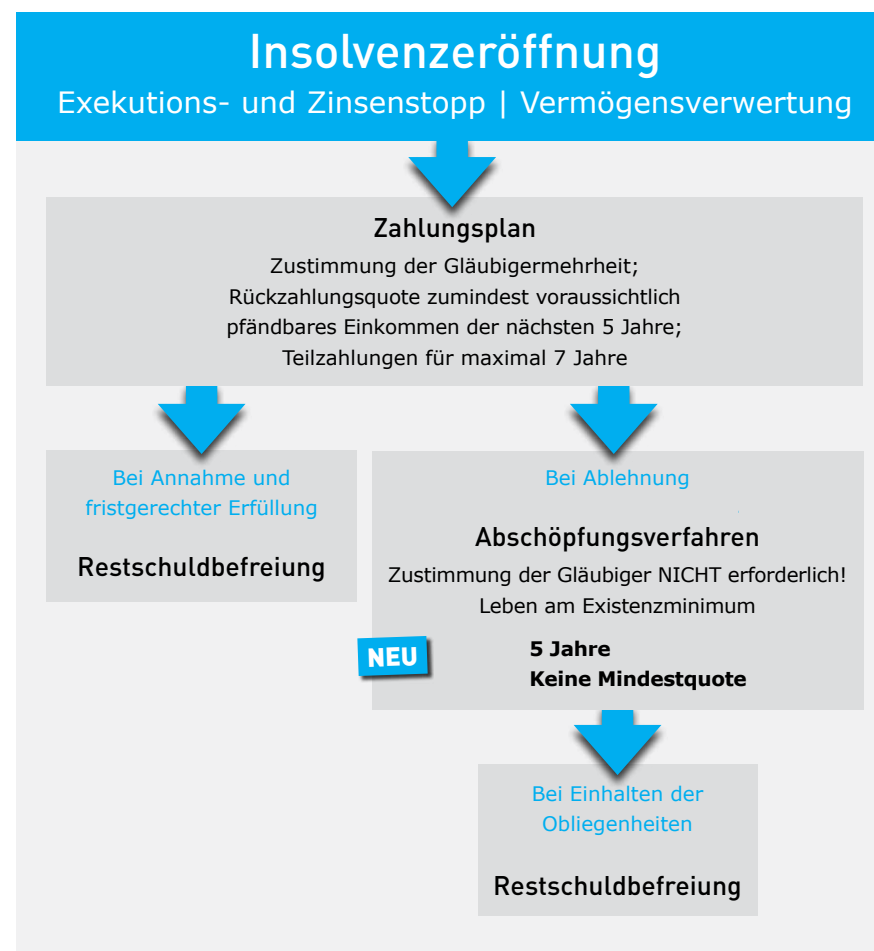 Insolvenzeröffnung
Exekutions- und Zinsenstopp | Vermögensverwertung
Zahlungsplan
Zustimmung der Gläubigermehrheit;
Rückzahlungsquote zumindest voraussichtlich
pfändbares Einkommen der nächsten 5 Jahre;
Teilzahlungen für maximal 7 Jahre
Bei Annahme und
fristgerechter Erfüllung
Restschuldbefreiung
Bei Ablehnung
Abschöpfungsverfahren
Zustimmung der Gläubiger NICHT erforderlich!
Leben am Existenzminimum
NEU
5 Jahre
Keine Mindestquote
Bei Einhalten der
Obliegenheiten
Restschuldbefreiung